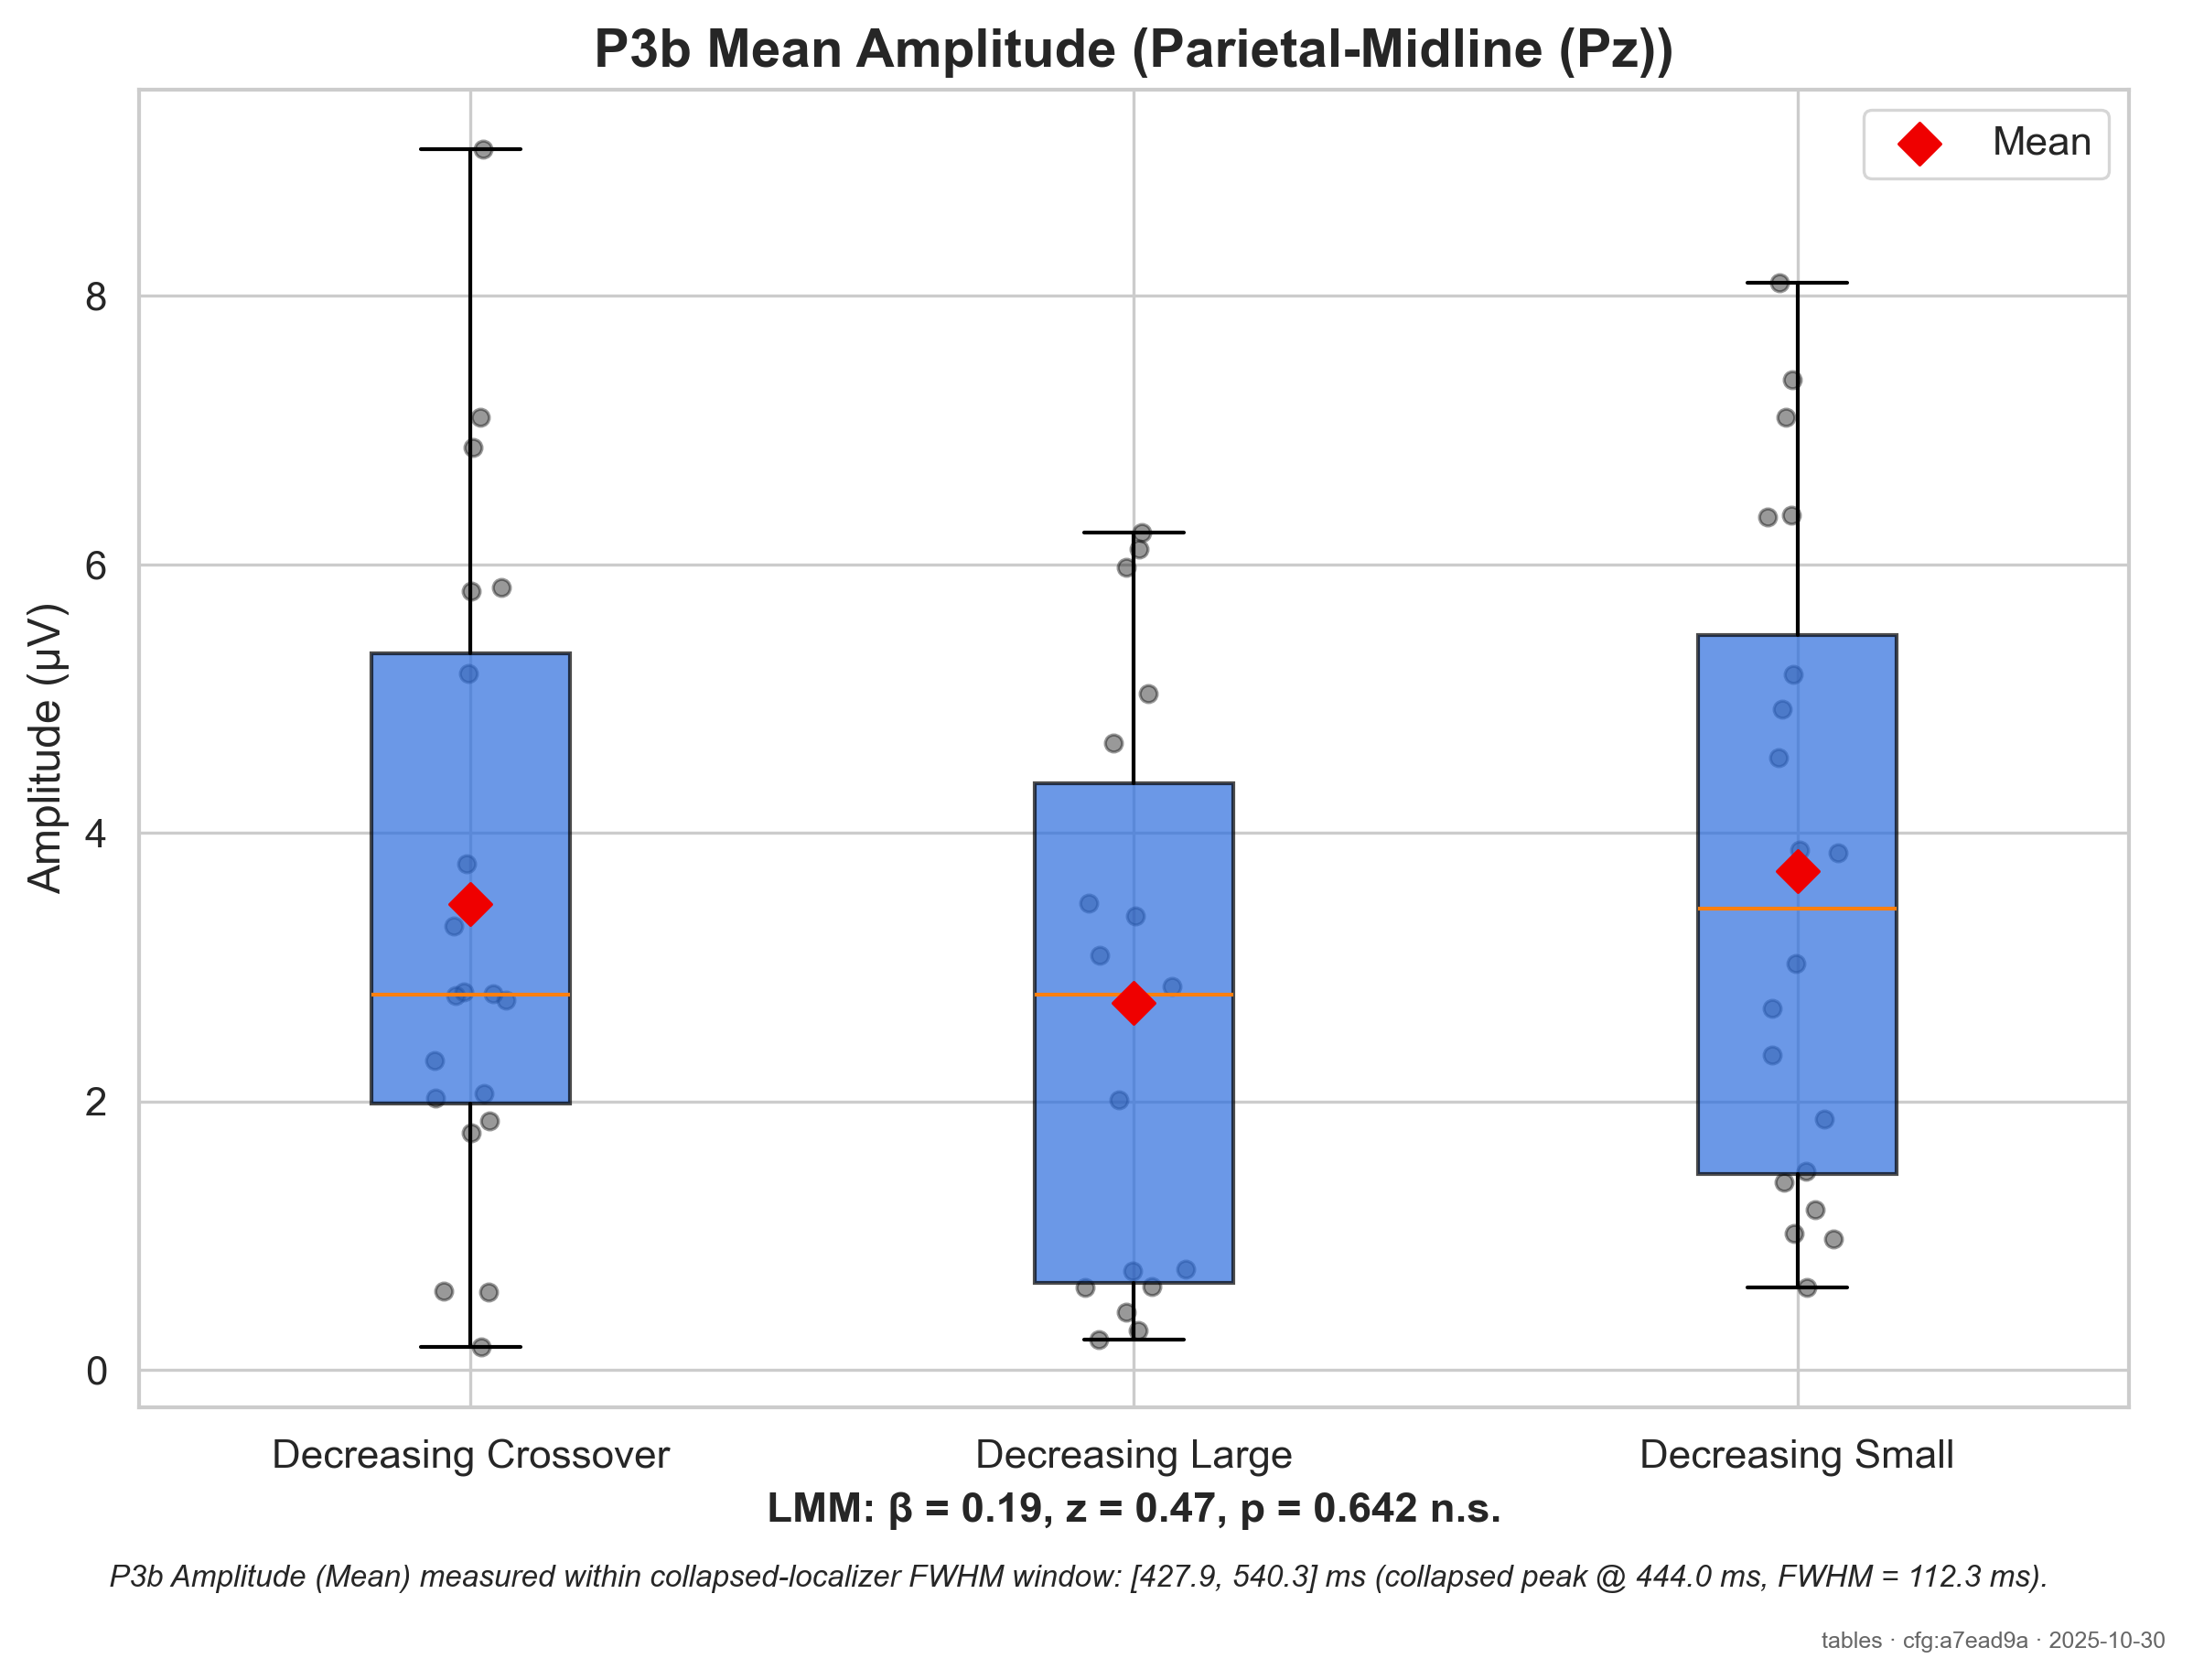 P3b Mean Amplitude (Parietal-Midline (Pz))
Mean
8
6
4
2
0
Amplitude (µV)
Decreasing Crossover
Decreasing Large
Decreasing Small
LMM: β = 0.19, z = 0.47, p = 0.642 n.s.
P3b Amplitude (Mean) measured within collapsed-localizer FWHM window: [427.9, 540.3] ms (collapsed peak @ 444.0 ms, FWHM = 112.3 ms).
tables · cfg:a7ead9a · 2025-10-30